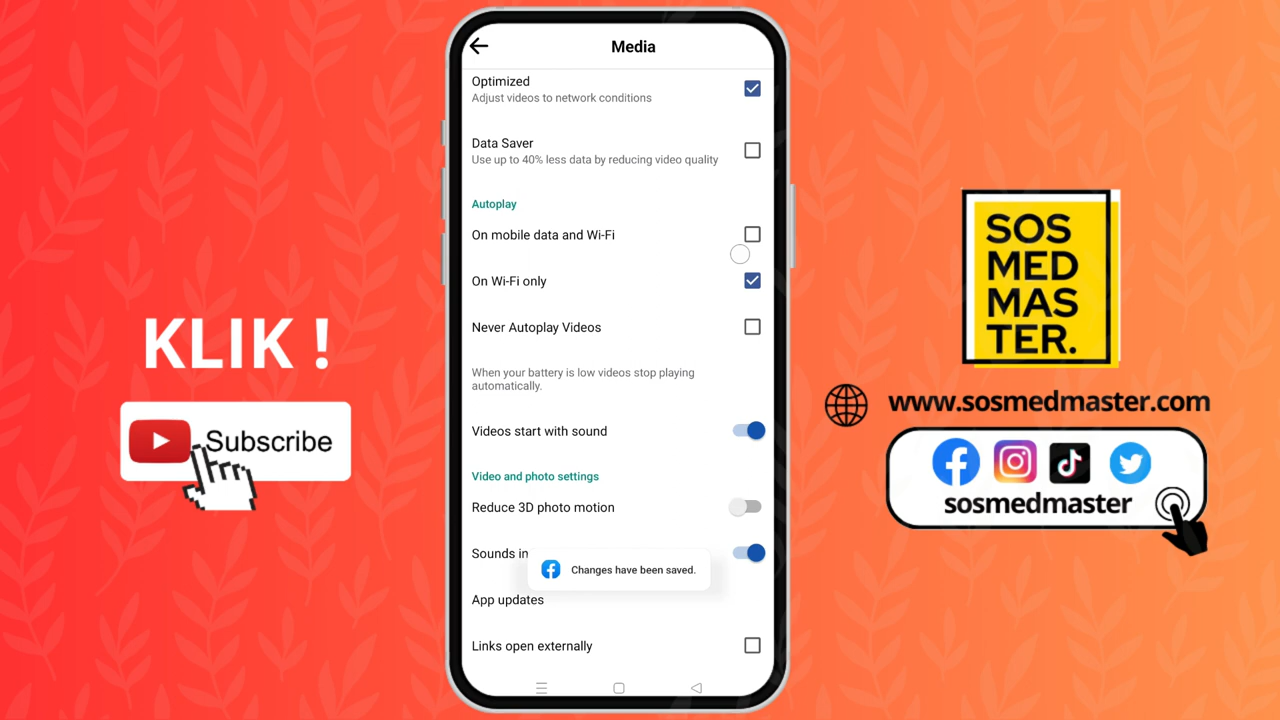 KLIK !
Subscribe
Media
Optimized
Adjust videos to network conditions
Data Saver
Use up to 40% less data by reducing video quality
Autoplay
On mobile data and Wi-Fi
On Wi-Fi only
Never Autoplay Videos
When your battery is low videos stop playing
automatically.
Videos start with sound
Video and photo settings
Reduce 3D photo motion
Sounds in
Changes have been saved.
App updates
Links open externally
SOS
MED
MAS
TER.
www.sosmedmaster.com
sosmedmaster